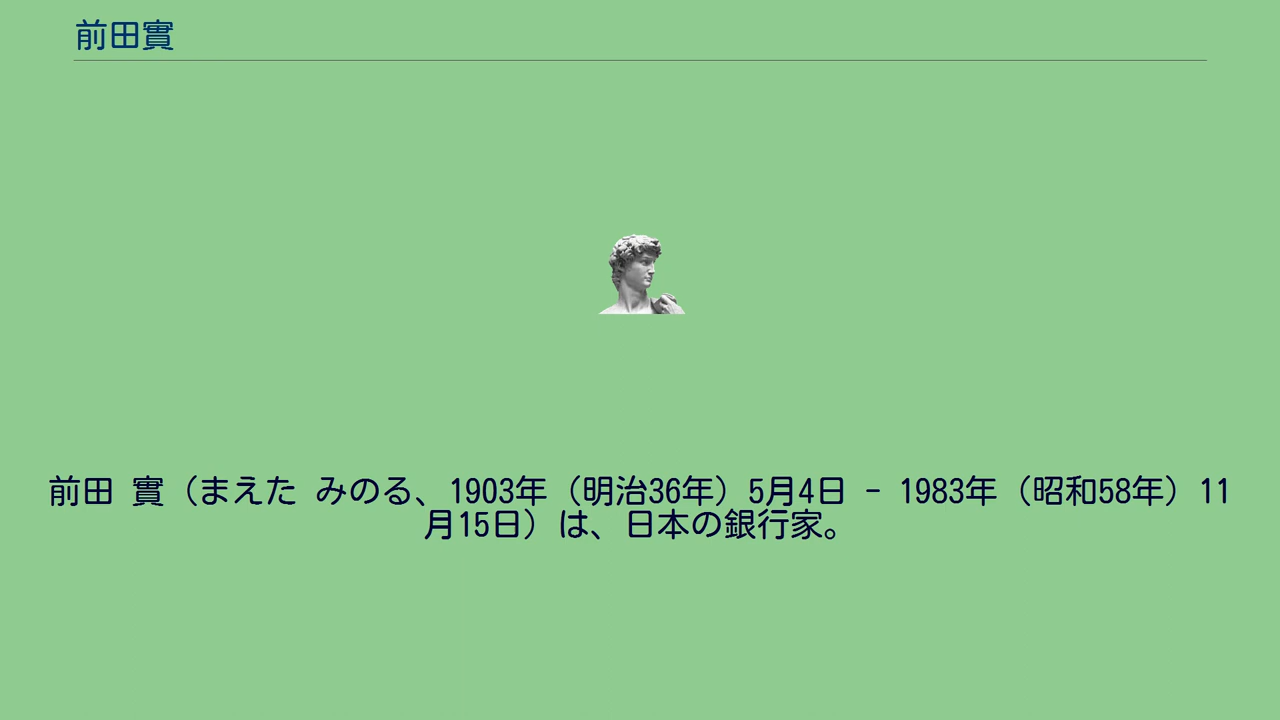 前田實
前田 實（まえた みのる、1903年（明治36年）5月4日 - 1983年（昭和58年）11
月15日）は、日本の銀行家。